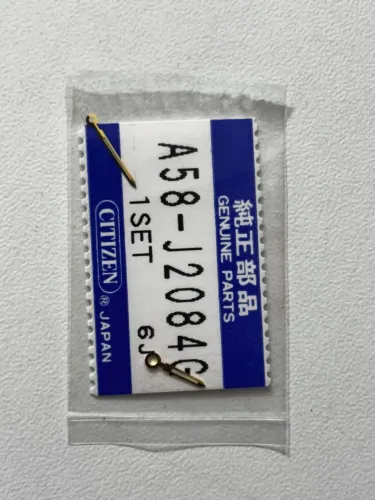 純正部品
GENUINE PARTS
A58-J2084G
1SET
6J
CITIZEN
Ⓡ JAPAN